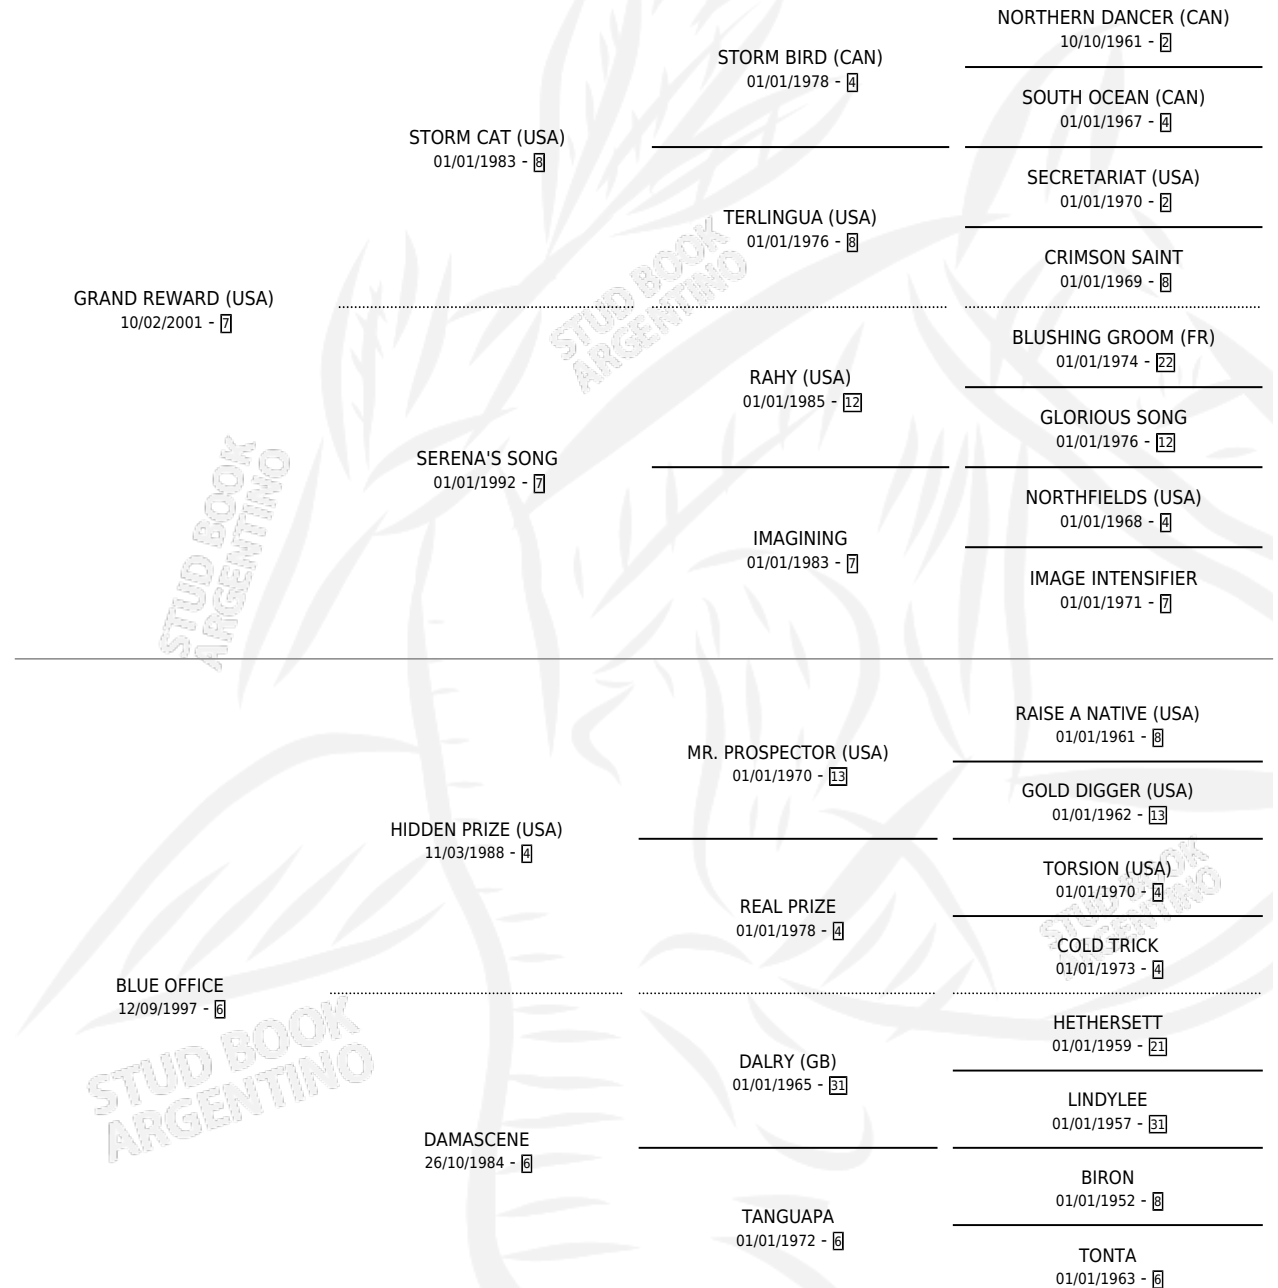 NORTHERN DANCER (CAN)
10/10/1961 - 2
STORM BIRD (CAN)
01/01/1978 - 4
SOUTH OCEAN (CAN)
01/01/1967 - 4
STORM CAT (USA)
01/01/1983 - 8
SECRETARIAT (USA)
01/01/1970 - 2
TERLINGUA (USA)
01/01/1976 - 8
CRIMSON SAINT
01/01/1969 - 8
GRAND REWARD (USA)
10/02/2001 - 7
BLUSHING GROOM (FR)
01/01/1974 - 22
RAHY (USA)
01/01/1985 - 12
GLORIOUS SONG
01/01/1976 - 12
SERENA'S SONG
01/01/1992 - 7
NORTHFIELDS (USA)
01/01/1968 - 4
IMAGINING
01/01/1983 - 7
IMAGE INTENSIFIER
01/01/1971 - 7
STUD BOOK
ARGENTINO
STUD BOOK
ARGENTINO
RAISE A NATIVE (USA)
01/01/1961 - 8
MR. PROSPECTOR (USA)
01/01/1970 - 13
GOLD DIGGER (USA)
01/01/1962 - 13
HIDDEN PRIZE (USA)
11/03/1988 - 4
TORSION (USA)
01/01/1970 - 4
REAL PRIZE
01/01/1978 - 4
COLD TRICK
01/01/1973 - 4
BLUE OFFICE
12/09/1997 - 6
HETHERSETT
01/01/1959 - 21
DALRY (GB)
01/01/1965 - 31
LINDYLEE
01/01/1957 - 31
DAMASCENE
26/10/1984 - 6
BIRON
01/01/1952 - 8
TANGUAPA
01/01/1972 - 6
TONTA
01/01/1963 - 6
STUD BOOK
ARGENTINO
STUD BOOK
ARGENTINO